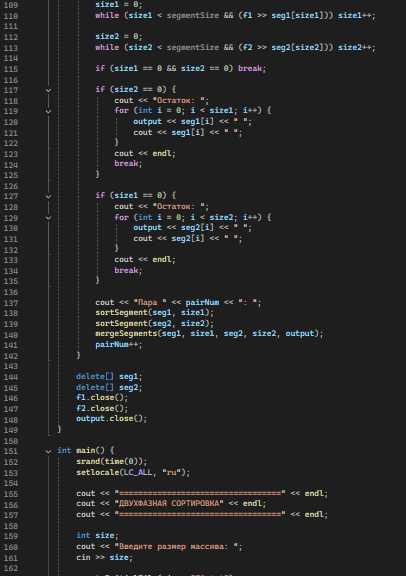 109 size1 = 0;
110 while (size1 < segmentSize && (f1 >> seg1[size1])) size1++;
111
112 size2 = 0;
113 while (size2 < segmentSize && (f2 >> seg2[size2])) size2++;
114
115 if (size1 == 0 && size2 == 0) break;
116
117 if (size2 == 0) {
118 cout << "Остаток: ";
119 for (int i = 0; i < size1; i++) {
120 output << seg1[i] << " ";
121 cout << seg1[i] << " ";
122 }
123 cout << endl;
124 break;
125 }
126
127 if (size1 == 0) {
128 cout << "Остаток: ";
129 for (int i = 0; i < size2; i++) {
130 output << seg2[i] << " ";
131 cout << seg2[i] << " ";
132 }
133 cout << endl;
134 break;
135 }
136
137 cout << "Пара " << pairNum << ": ";
138 sortSegment(seg1, size1);
139 sortSegment(seg2, size2);
140 mergeSegments(seg1, size1, seg2, size2, output);
141 pairNum++;
142 }
143
144 delete[] seg1;
145 delete[] seg2;
146 f1.close();
147 f2.close();
148 output.close();
149 }
150
151 int main() {
152 srand(time(0));
153 setlocale(LC_ALL, "ru");
154
155 cout << "==================================" << endl;
156 cout << "ДВУХФАЗНАЯ СОРТИРОВКА" << endl;
157 cout << "==================================" << endl;
158
159 int size;
160 cout << "Введите размер массива: ";
161 cin >> size;
162